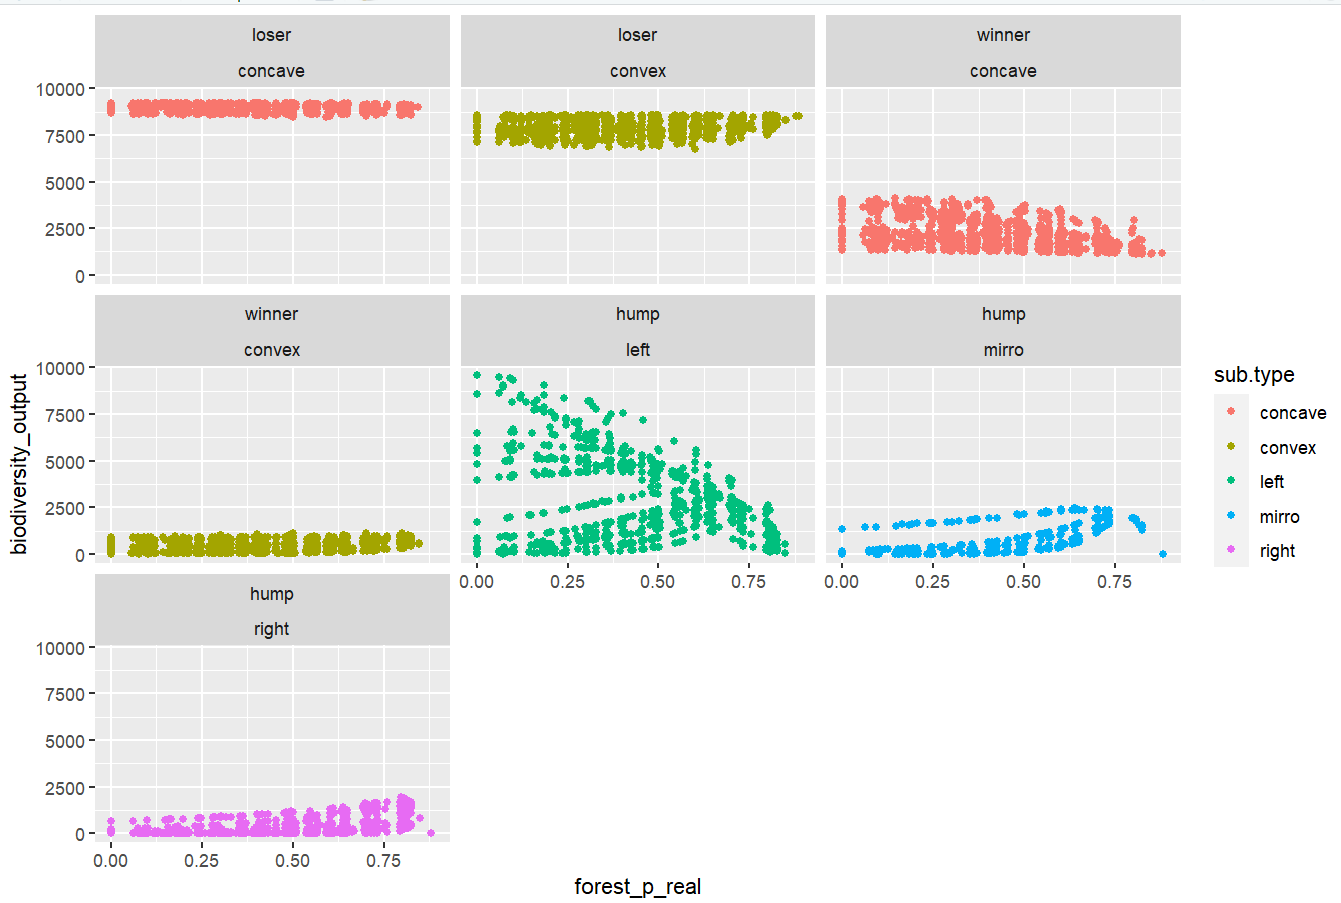 loser
concave
loser
convex
winner
concave
10000
7500
5000
2500
0
winner
convex
hump
left
hump
mirro
10000
7500
5000
2500
0
0.00 0.25 0.50 0.75
0.00 0.25 0.50 0.75
hump
right
10000
7500
5000
2500
0
0.00 0.25 0.50 0.75
biodiversity_output
forest_p_real
sub.type
concave
convex
left
mirro
right